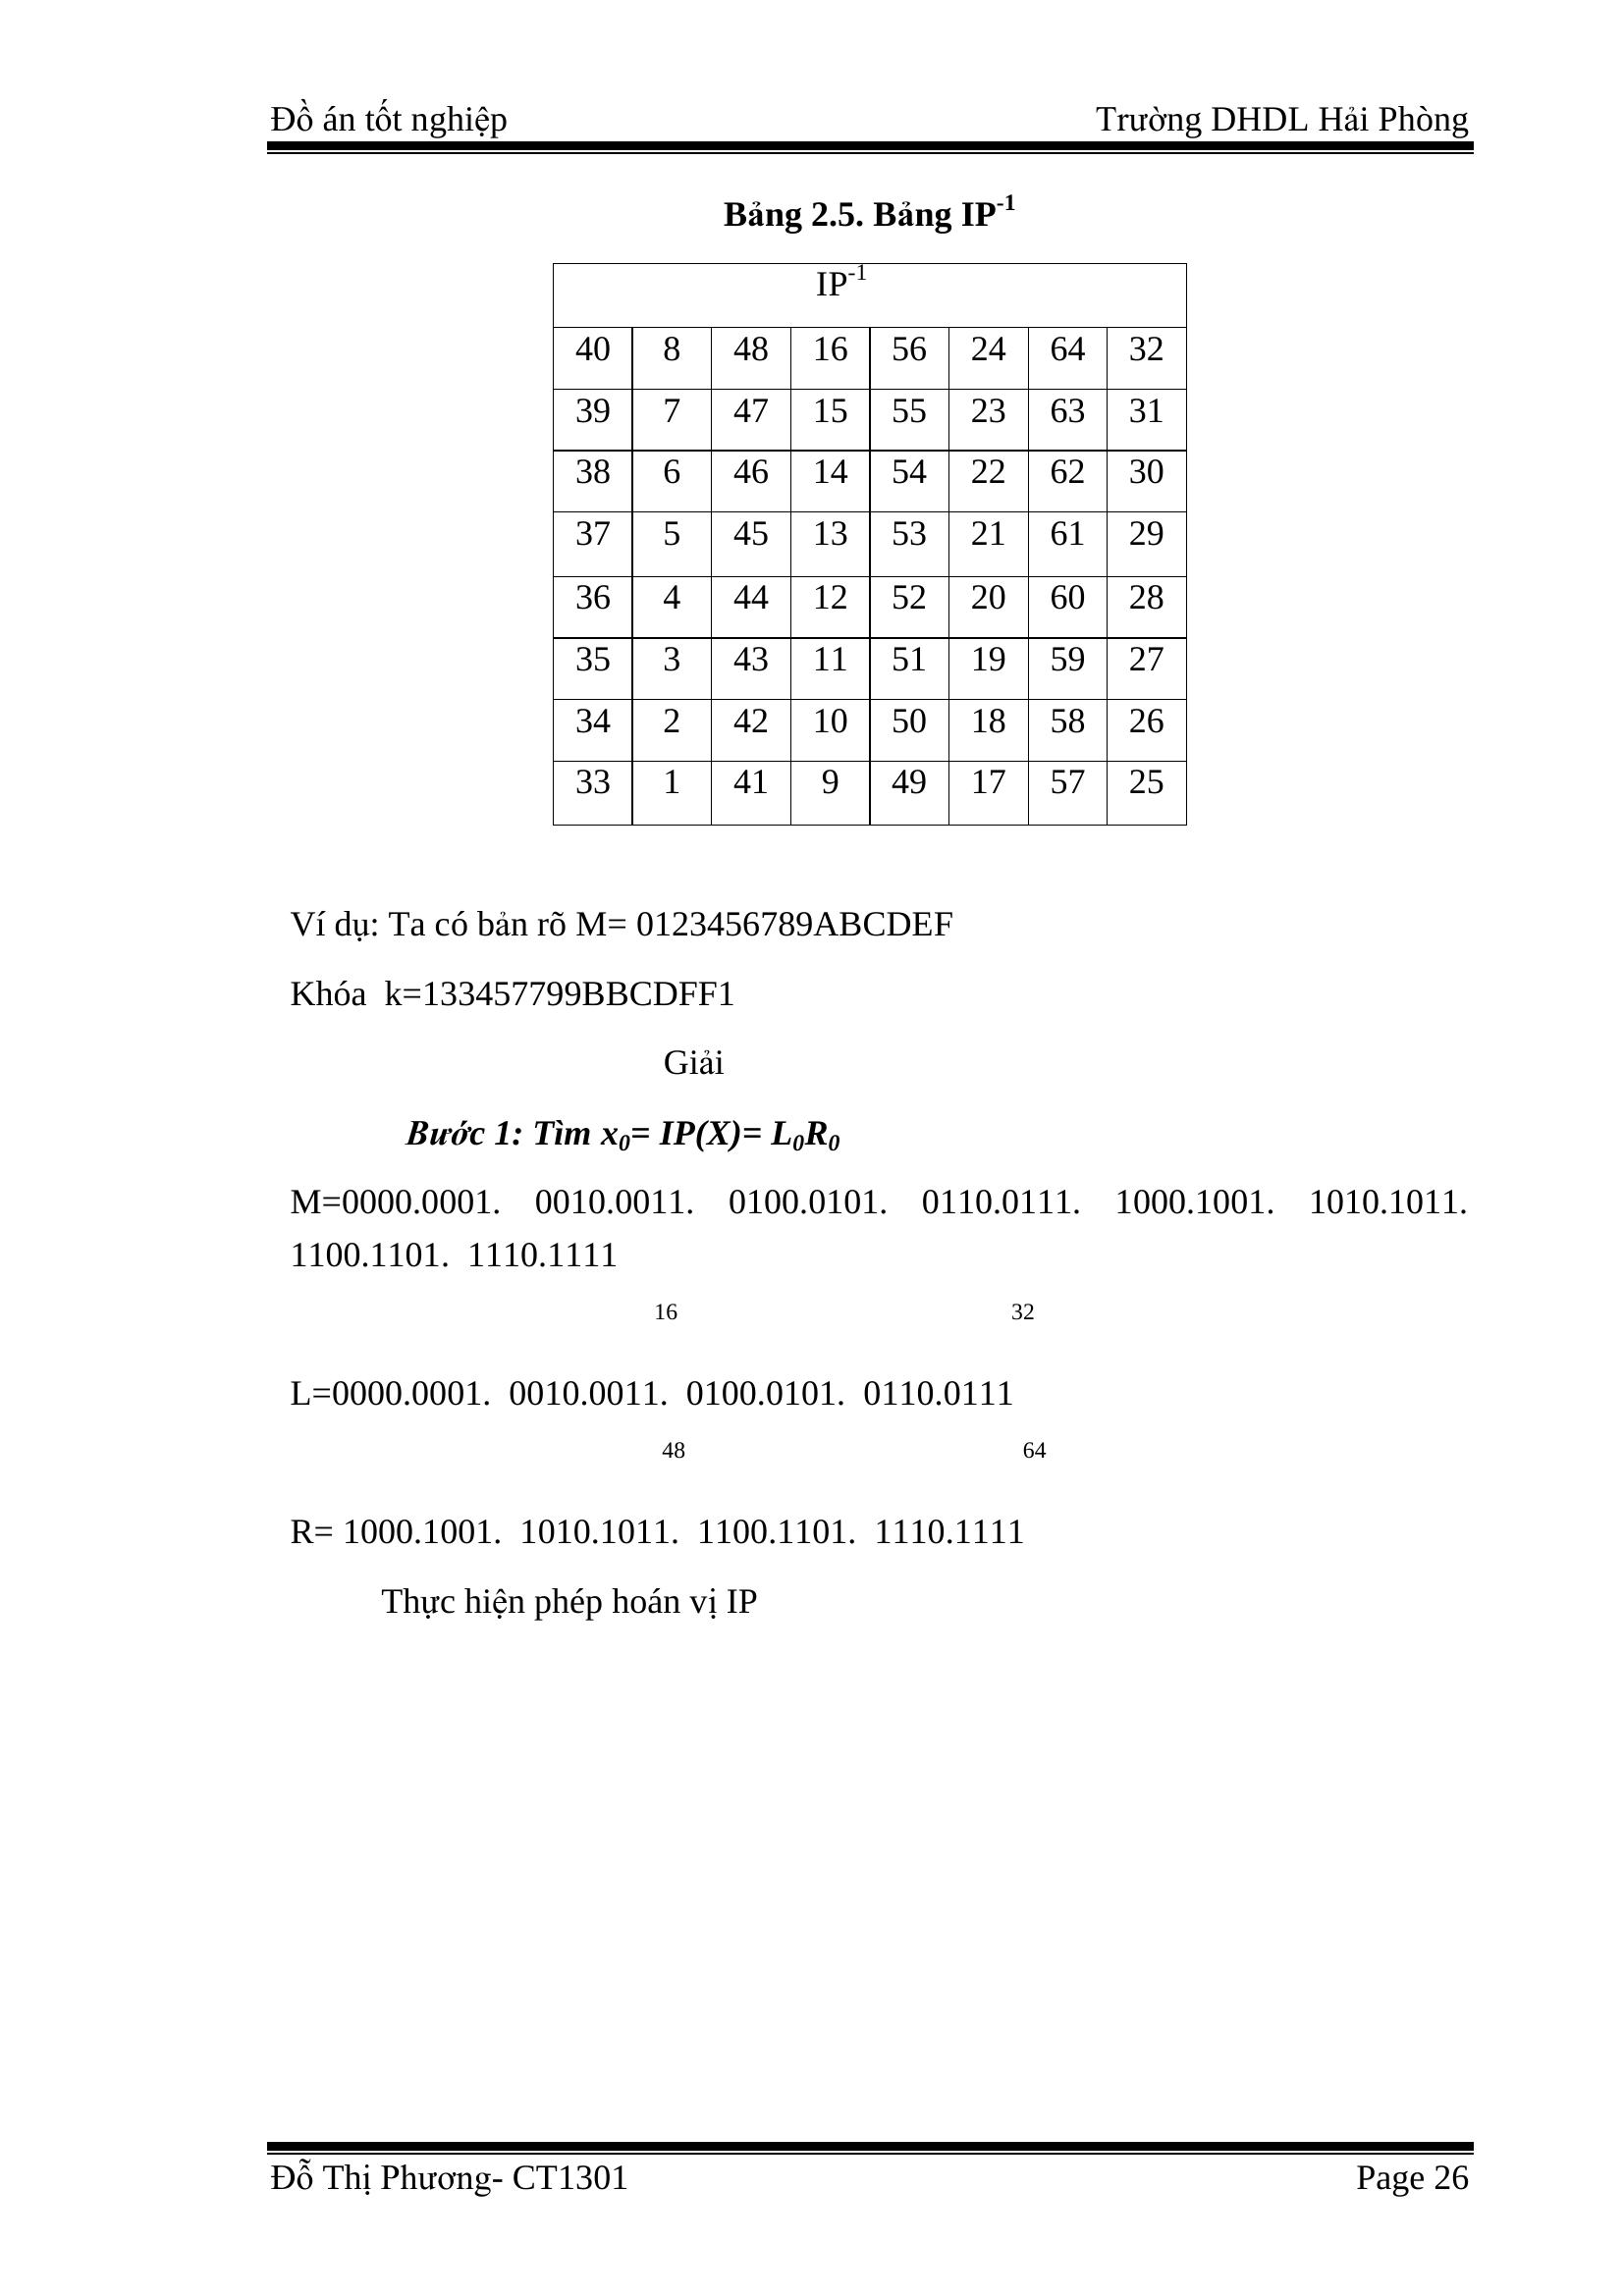 Đồ án tốt nghiệp Trường DHDL Hải Phòng
Bảng 2.5. Bảng IP-1
IP-1
40 8 48 16 56 24 64 32
39 7 47 15 55 23 63 31
38 6 46 14 54 22 62 30
37 5 45 13 53 21 61 29
36 4 44 12 52 20 60 28
35 3 43 11 51 19 59 27
34 2 42 10 50 18 58 26
33 1 41 9 49 17 57 25
Ví dụ: Ta có bản rõ M= 0123456789ABCDEF
Khóa k=133457799BBCDFF1
Giải
Bước 1: Tìm x0= IP(X)= L0R0
M=0000.0001. 0010.0011. 0100.0101. 0110.0111. 1000.1001. 1010.1011.
1100.1101. 1110.1111
16 32
L=0000.0001. 0010.0011. 0100.0101. 0110.0111
48 64
R= 1000.1001. 1010.1011. 1100.1101. 1110.1111
Thực hiện phép hoán vị IP
Đỗ Thị Phương- CT1301 Page 26